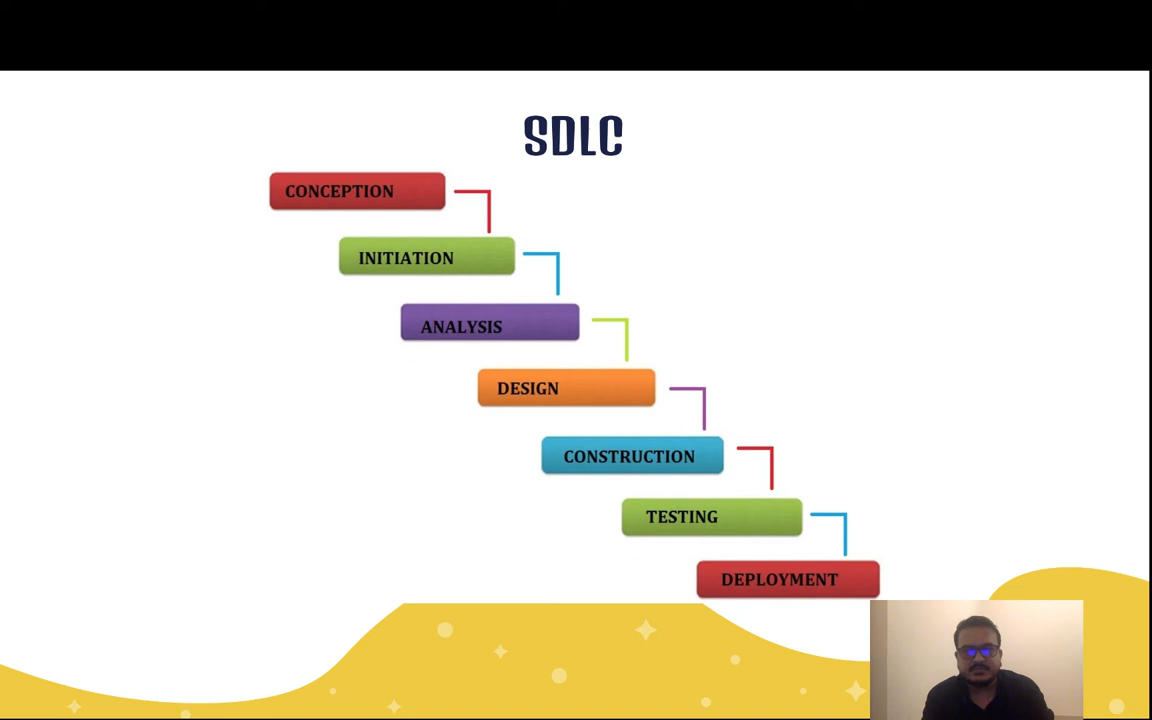 SDLC
CONCEPTION
INITIATION
ANALYSIS
DESIGN
CONSTRUCTION
TESTING
DEPLOYMENT